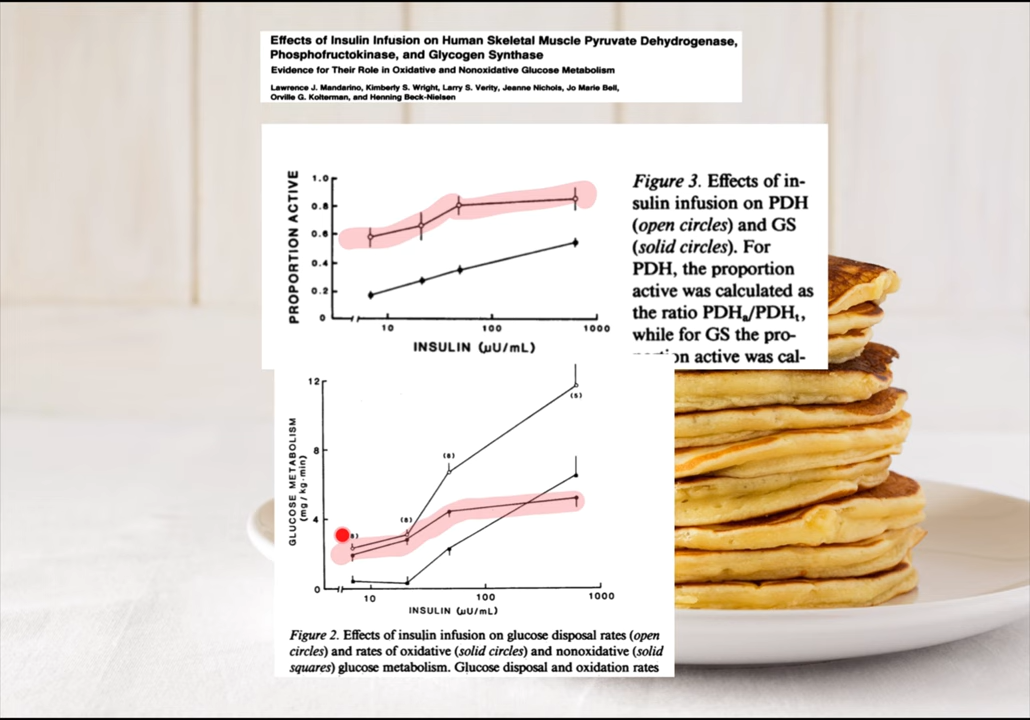 Effects of Insulin Infusion on Human Skeletal Muscle Pyruvate Dehydrogenase,
Phosphofructokinase, and Glycogen Synthase
Evidence for Their Role in Oxidative and Nonoxidative Glucose Metabolism
Lawrence J. Mandarino, Kimberly S. Wright, Larry S. Verity, Jeanne Nichols, Jo Marie Bell,
Orville G. Kolterman, and Henning Beck-Nielsen
PROPORTION ACTIVE
1.0
0.8
0.6
0.4
0.2
0
10
100
1000
INSULIN (µU/mL)
Figure 3. Effects of in-
sulin infusion on PDH
(open circles) and GS
(solid circles). For
PDH, the proportion
active was calculated as
the ratio PDHₐ/PDHₜ,
while for GS the pro-
on active was cal-
GLUCOSE METABOLISM
(mg/kg·min)
12
8
4
0
(5)
(8)
(8)
8)
10
100
1000
INSULIN (µU/mL)
Figure 2. Effects of insulin infusion on glucose disposal rates (open
circles) and rates of oxidative (solid circles) and nonoxidative (solid
squares) glucose metabolism. Glucose disposal and oxidation rates